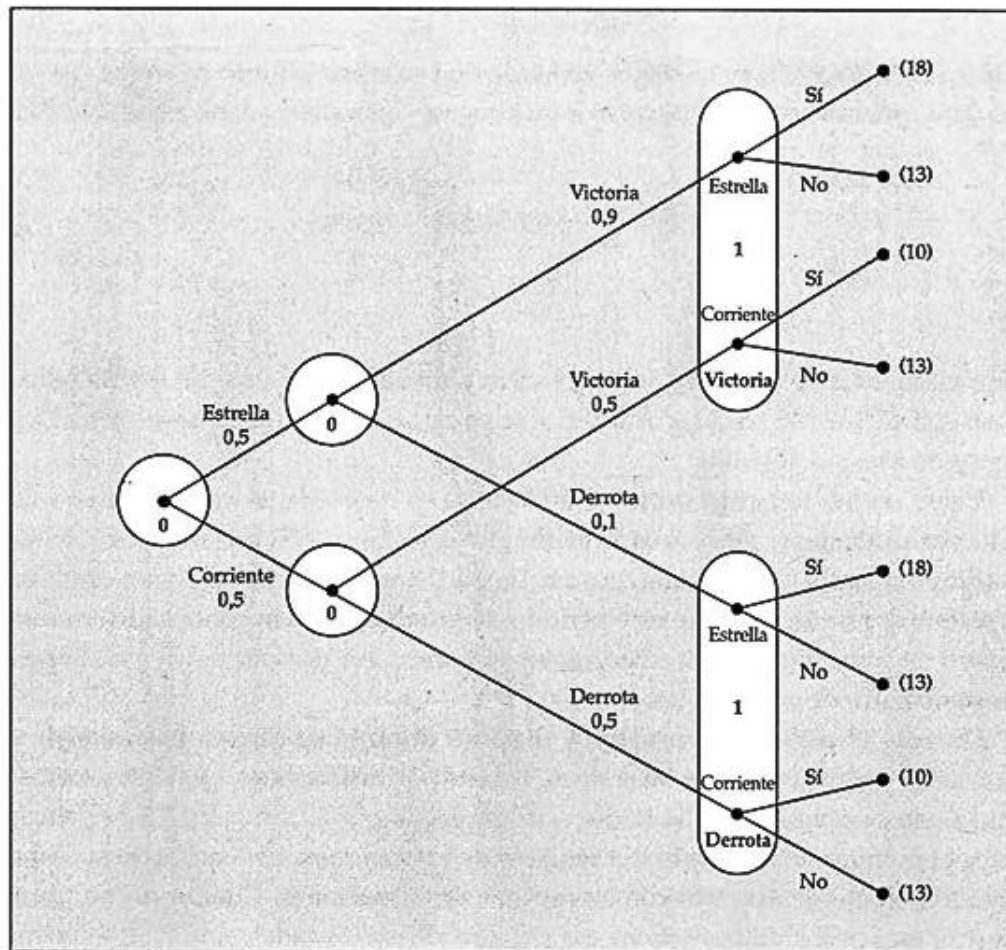 (18)
Sí
Estrella
No
(13)
Victoria
0,9
1
(10)
Sí
Corriente
Victoria
No
(13)
Victoria
0,5
Estrella
0,5
0
0
Corriente
0,5
0
Derrota
0,1
Sí
(18)
Estrella
No
(13)
1
Derrota
0,5
Corriente
Sí
(10)
Derrota
No
(13)